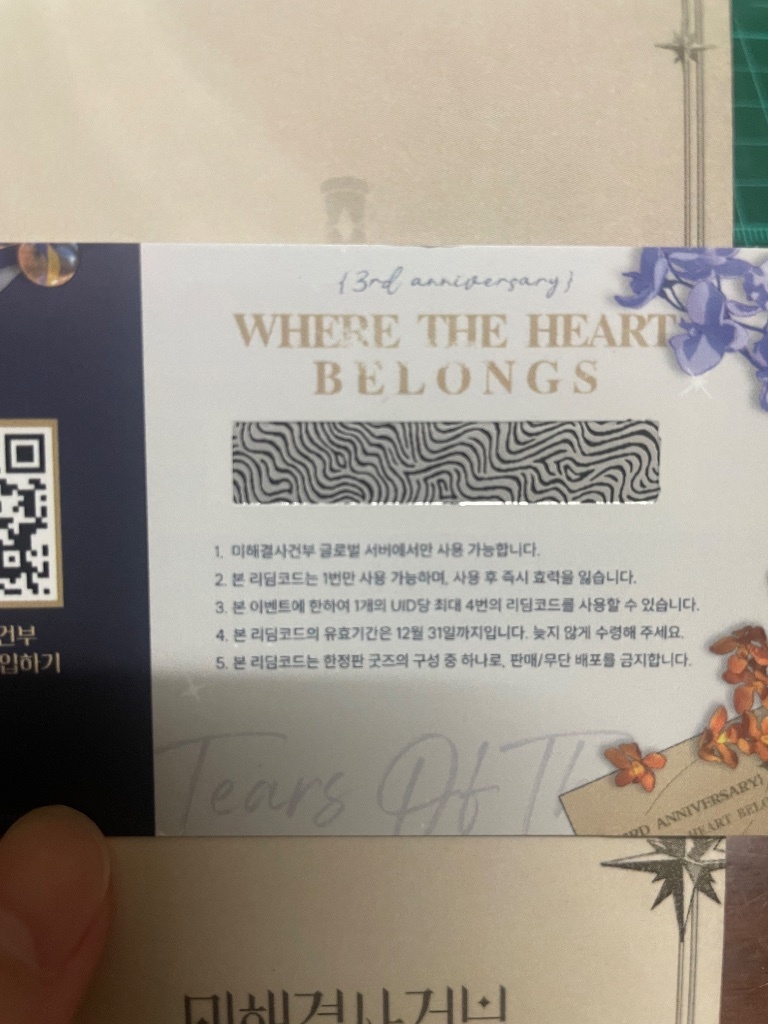 {3rd anniversary}
WHERE THE HEART
BELONGS
1. 미해결사건부 글로벌 서버에서만 사용 가능합니다.
2. 본 리딤코드는 1번만 사용 가능하며, 사용 후 즉시 효력을 잃습니다.
3. 본 이벤트에 한하여 1개의 UID당 최대 4번의 리딤코드를 사용할 수 있습니다.
4. 본 리딤코드의 유효기간은 12월 31일까지입니다. 늦지 않게 수령해 주세요.
5. 본 리딤코드는 한정판 굿즈의 구성 중 하나로, 판매/무단 배포를 금지합니다.
건부
입하기
Tears Of Th
3RD ANNIVERSARY}
HEART BELO
미해결사건부